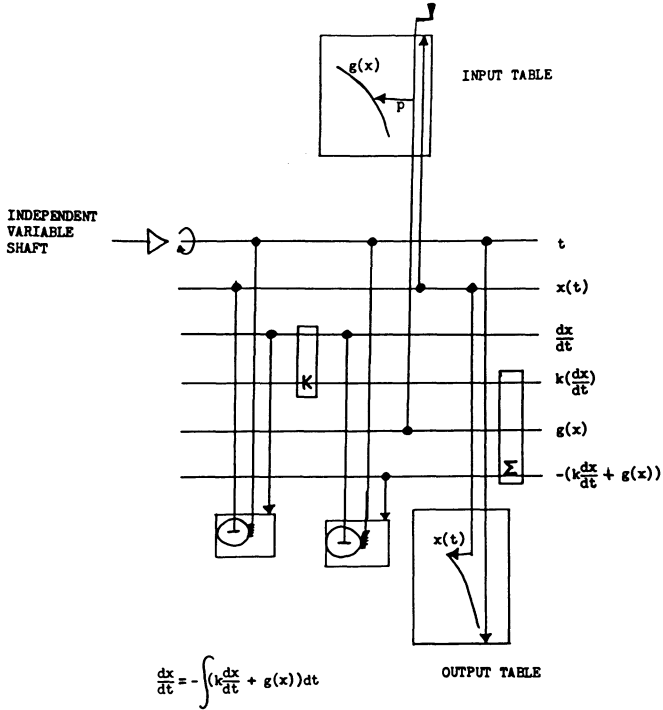 g(x)
p
INPUT TABLE
INDEPENDENT
VARIABLE
SHAFT
t
x(t)
dx/dt
K
k(dx/dt)
g(x)
Σ
-(k dx/dt + g(x))
x(t)
OUTPUT TABLE
dx/dt = -∫(k dx/dt + g(x))dt